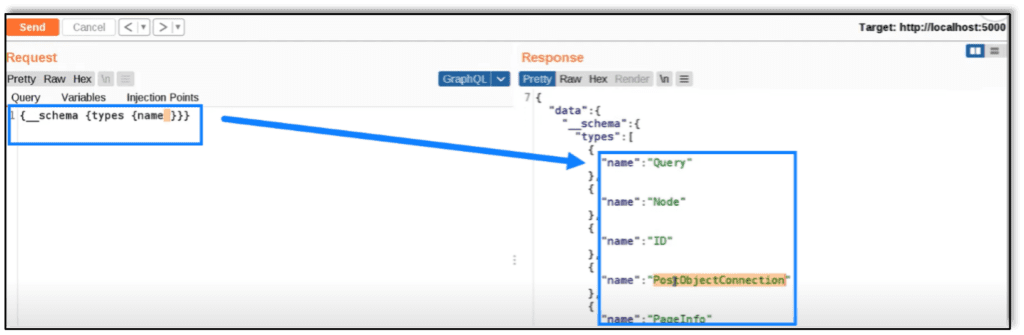 Send Cancel < ▾ > ▾ Target: http://localhost:5000
Request
Pretty Raw Hex \n GraphQL
Query Variables Injection Points
1 {__schema {types {name }}}
Response
Pretty Raw Hex Render \n
7 {
"data":{
"__schema":{
"types":[
{
"name":"Query"
},
{
"name":"Node"
},
{
"name":"ID"
},
{
"name":"PostObjectConnection"
},
{
"name":"PageInfo"